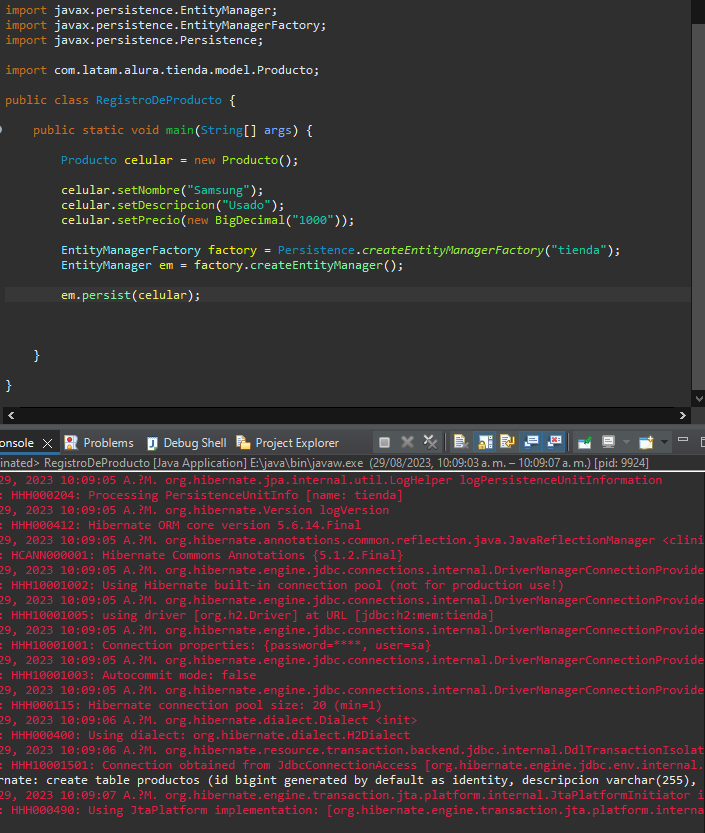 import javax.persistence.EntityManager;
import javax.persistence.EntityManagerFactory;
import javax.persistence.Persistence;
import com.latam.alura.tienda.model.Producto;
public class RegistroDeProducto {
public static void main(String[] args) {
Producto celular = new Producto();
celular.setNombre("Samsung");
celular.setDescripcion("Usado");
celular.setPrecio(new BigDecimal("1000"));
EntityManagerFactory factory = Persistence.createEntityManagerFactory("tienda");
EntityManager em = factory.createEntityManager();
em.persist(celular);
}
}
onsole Problems Debug Shell Project Explorer
inated> RegistroDeProducto [Java Application] E:\java\bin\javaw.exe (29/08/2023, 10:09:03 a. m. – 10:09:07 a. m.) [pid: 9924]
29, 2023 10:09:05 A.?M. org.hibernate.jpa.internal.util.LogHelper logPersistenceUnitInformation
: HHH000204: Processing PersistenceUnitInfo [name: tienda]
29, 2023 10:09:05 A.?M. org.hibernate.Version logVersion
: HHH000412: Hibernate ORM core version 5.6.14.Final
29, 2023 10:09:05 A.?M. org.hibernate.annotations.common.reflection.java.JavaReflectionManager <clini
: HCANN000001: Hibernate Commons Annotations {5.1.2.Final}
29, 2023 10:09:05 A.?M. org.hibernate.engine.jdbc.connections.internal.DriverManagerConnectionProvide
: HHH10001002: Using Hibernate built-in connection pool (not for production use!)
29, 2023 10:09:05 A.?M. org.hibernate.engine.jdbc.connections.internal.DriverManagerConnectionProvide
: HHH10001005: using driver [org.h2.Driver] at URL [jdbc:h2:mem:tienda]
29, 2023 10:09:05 A.?M. org.hibernate.engine.jdbc.connections.internal.DriverManagerConnectionProvide
: HHH10001001: Connection properties: {password=****, user=sa}
29, 2023 10:09:05 A.?M. org.hibernate.engine.jdbc.connections.internal.DriverManagerConnectionProvide
: HHH10001003: Autocommit mode: false
29, 2023 10:09:05 A.?M. org.hibernate.engine.jdbc.connections.internal.DriverManagerConnectionProvide
: HHH000115: Hibernate connection pool size: 20 (min=1)
29, 2023 10:09:06 A.?M. org.hibernate.dialect.Dialect <init>
: HHH000400: Using dialect: org.hibernate.dialect.H2Dialect
29, 2023 10:09:06 A.?M. org.hibernate.resource.transaction.backend.jdbc.internal.DdlTransactionIsolat
: HHH10001501: Connection obtained from JdbcConnectionAccess [org.hibernate.engine.jdbc.env.internal.
rnate: create table productos (id bigint generated by default as identity, descripcion varchar(255),
29, 2023 10:09:07 A.?M. org.hibernate.engine.transaction.jta.platform.internal.JtaPlatformInitiator i
: HHH000490: Using JtaPlatform implementation: [org.hibernate.engine.transaction.jta.platform.interna